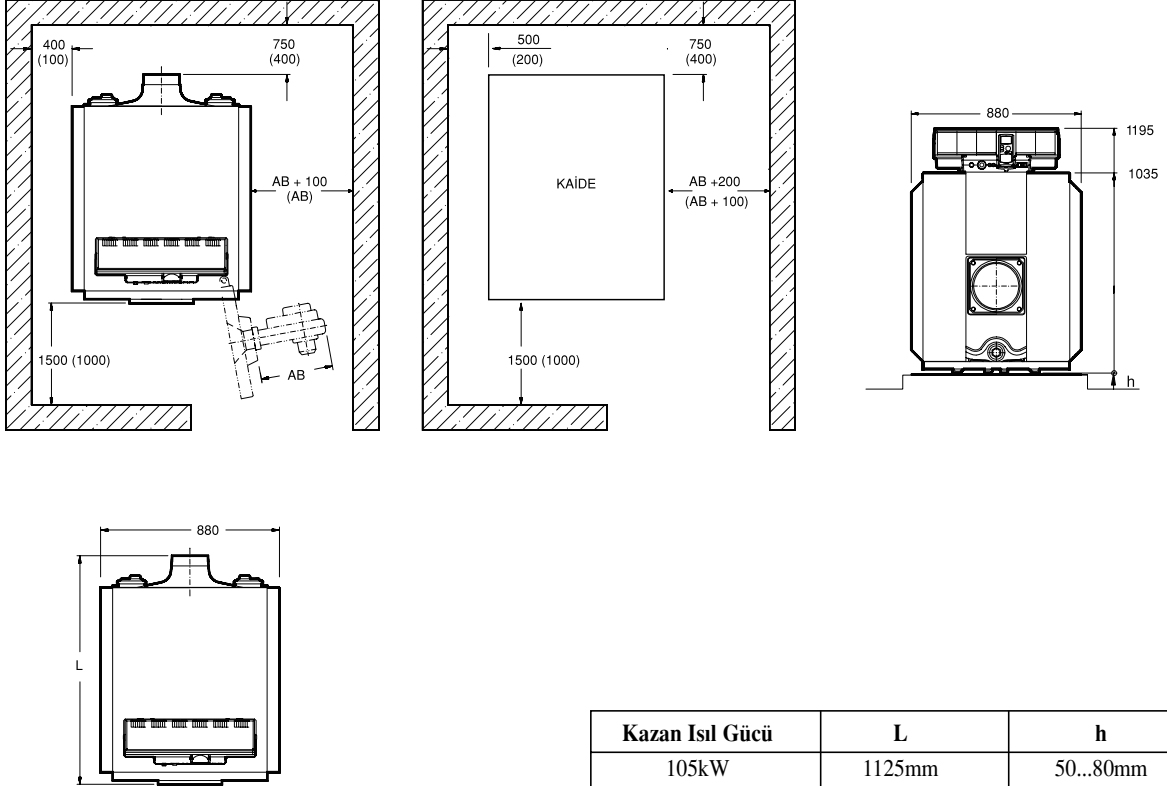 400
(100)
750
(400)
AB + 100
(AB)
1500 (1000)
AB
500
(200)
750
(400)
KAİDE
AB +200
(AB + 100)
1500 (1000)
880
1195
1035
h
880
L
Kazan Isıl Gücü L h
105kW 1125mm 50...80mm